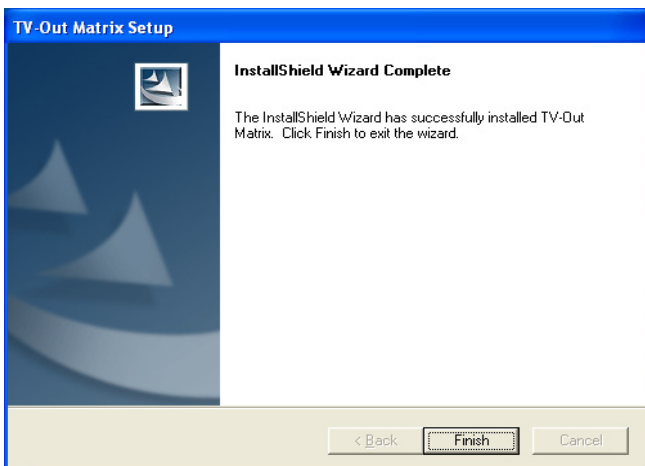 TV-Out Matrix Setup
InstallShield Wizard Complete
The InstallShield Wizard has successfully installed TV-Out
Matrix. Click Finish to exit the wizard.
< Back Finish Cancel